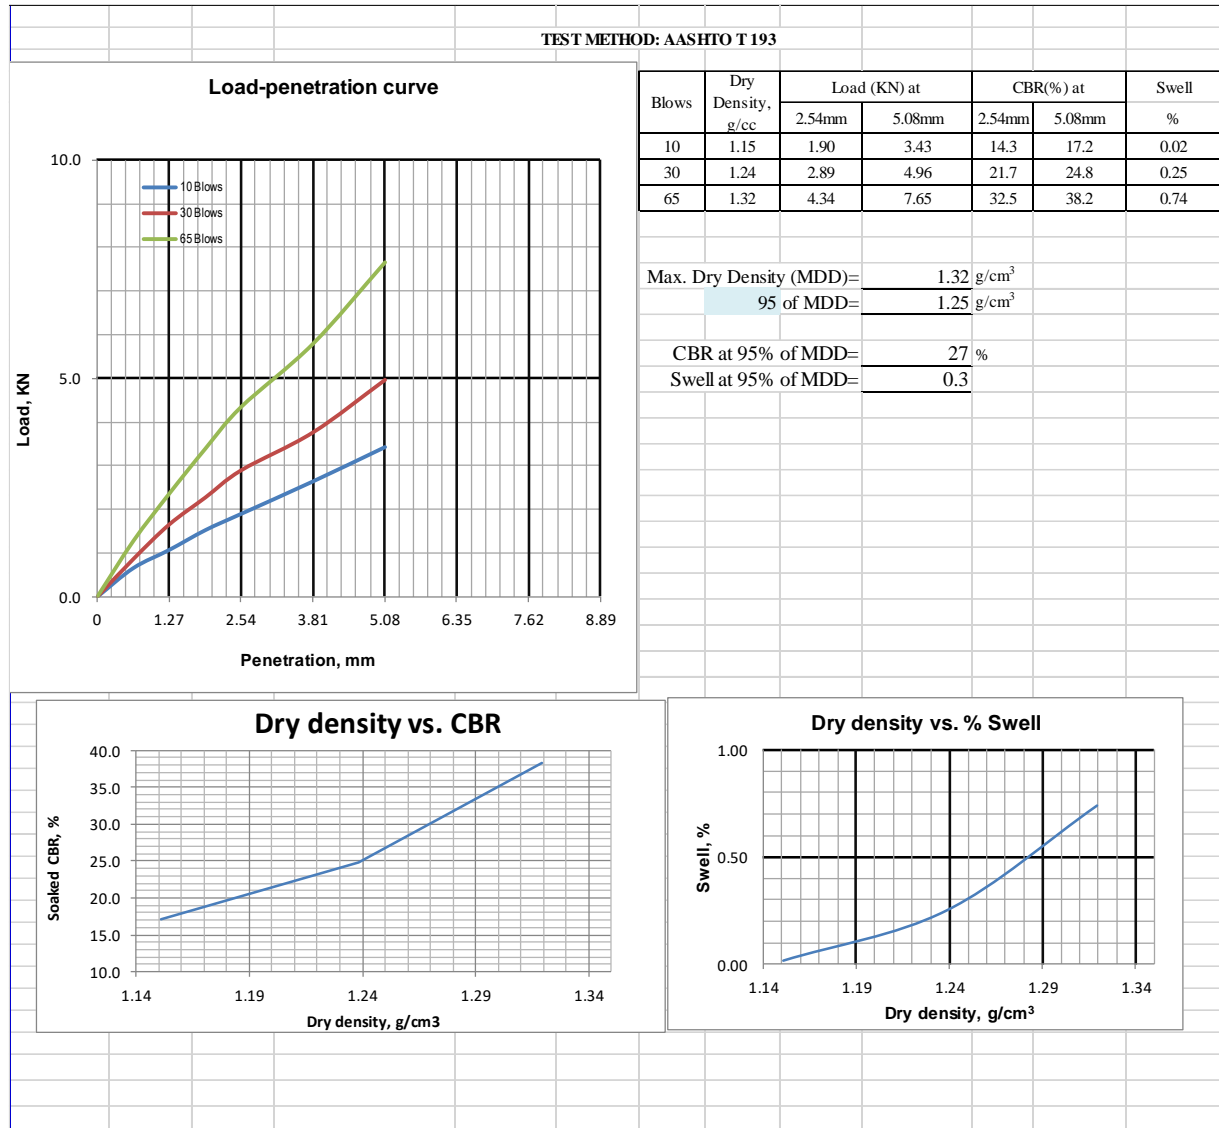 TEST METHOD: AASHTO T 193
Load-penetration curve
10.0
5.0
0.0
10 Blows
30 Blows
65 Blows
Load, KN
0 1.27 2.54 3.81 5.08 6.35 7.62 8.89
Penetration, mm
Blows Dry Density, g/cc Load (KN) at CBR(%) at Swell
2.54mm 5.08mm 2.54mm 5.08mm %
10 1.15 1.90 3.43 14.3 17.2 0.02
30 1.24 2.89 4.96 21.7 24.8 0.25
65 1.32 4.34 7.65 32.5 38.2 0.74
Max. Dry Density (MDD)= 1.32 g/cm³
95 of MDD= 1.25 g/cm³
CBR at 95% of MDD= 27 %
Swell at 95% of MDD= 0.3
Dry density vs. CBR
40.0
35.0
30.0
25.0
20.0
15.0
10.0
Soaked CBR, %
1.14 1.19 1.24 1.29 1.34
Dry density, g/cm3
Dry density vs. % Swell
1.00
0.50
0.00
Swell, %
1.14 1.19 1.24 1.29 1.34
Dry density, g/cm³